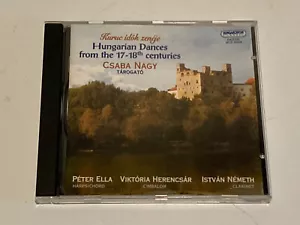 Kuruc idők zenéje
Hungarian Dances
from the 17-18th centuries
CSABA NAGY
TÁROGATÓ
PÉTER ELLA VIKTÓRIA HERENCSÁR ISTVÁN NÉMETH
HARPSICHORD CYMBALOM CLARINET